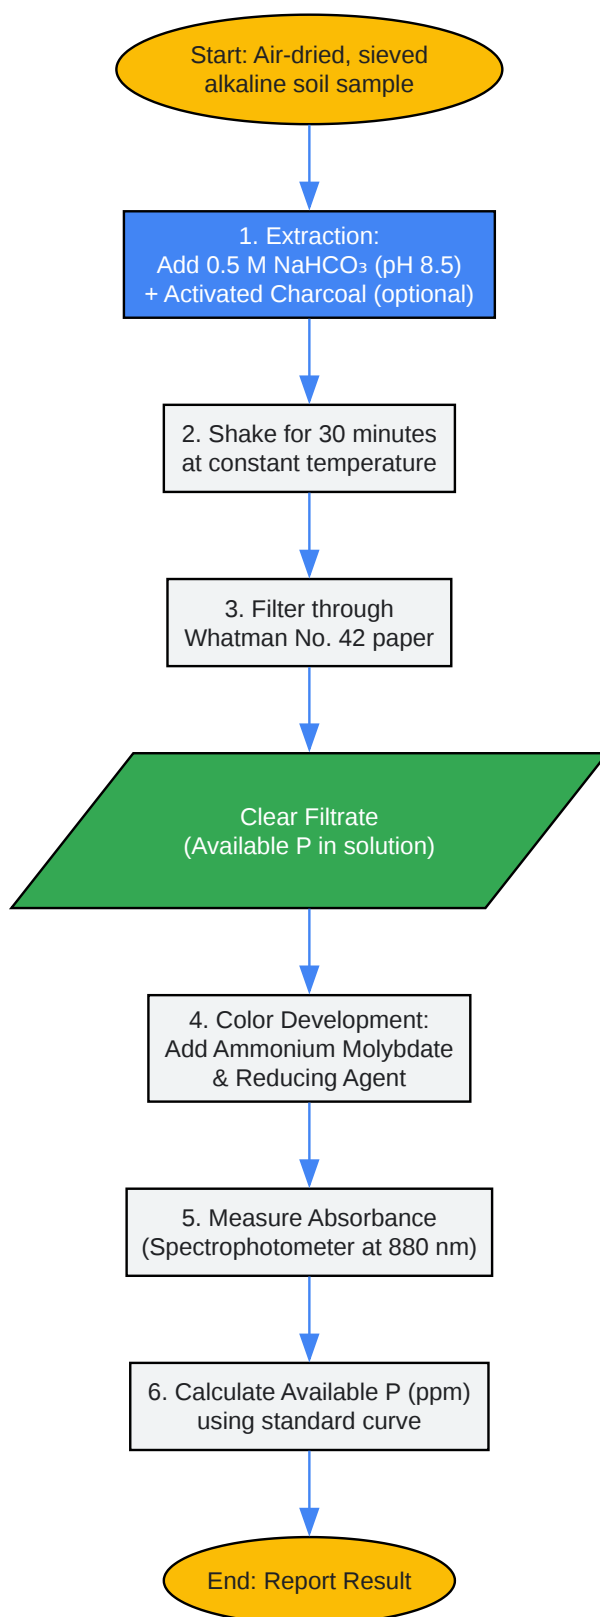 Start: Air-dried, sieved
alkaline soil sample
1. Extraction:
Add 0.5 M NaHCO₃ (pH 8.5)
+ Activated Charcoal (optional)
2. Shake for 30 minutes
at constant temperature
3. Filter through
Whatman No. 42 paper
Clear Filtrate
(Available P in solution)
4. Color Development:
Add Ammonium Molybdate
& Reducing Agent
5. Measure Absorbance
(Spectrophotometer at 880 nm)
6. Calculate Available P (ppm)
using standard curve
End: Report Result